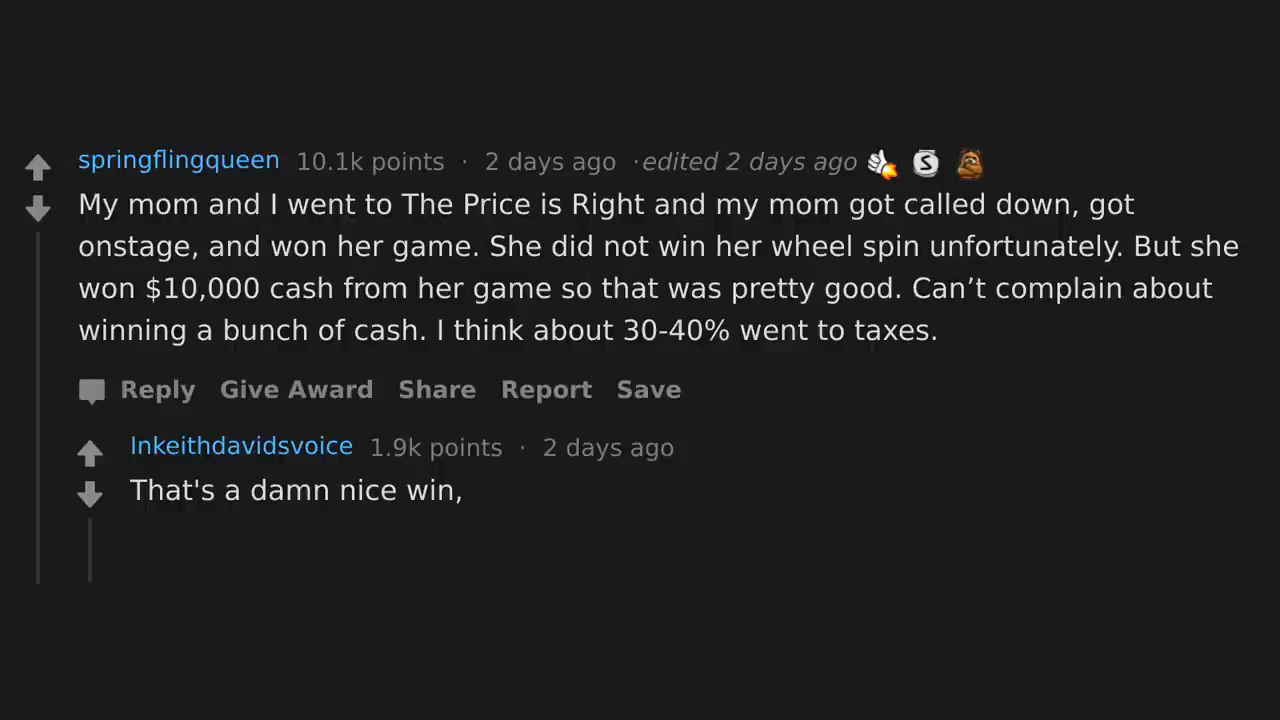 springflingqueen 10.1k points · 2 days ago · edited 2 days ago
My mom and I went to The Price is Right and my mom got called down, got
onstage, and won her game. She did not win her wheel spin unfortunately. But she
won $10,000 cash from her game so that was pretty good. Can’t complain about
winning a bunch of cash. I think about 30-40% went to taxes.
Reply Give Award Share Report Save
lnkeithdavidsvoice 1.9k points · 2 days ago
That's a damn nice win,